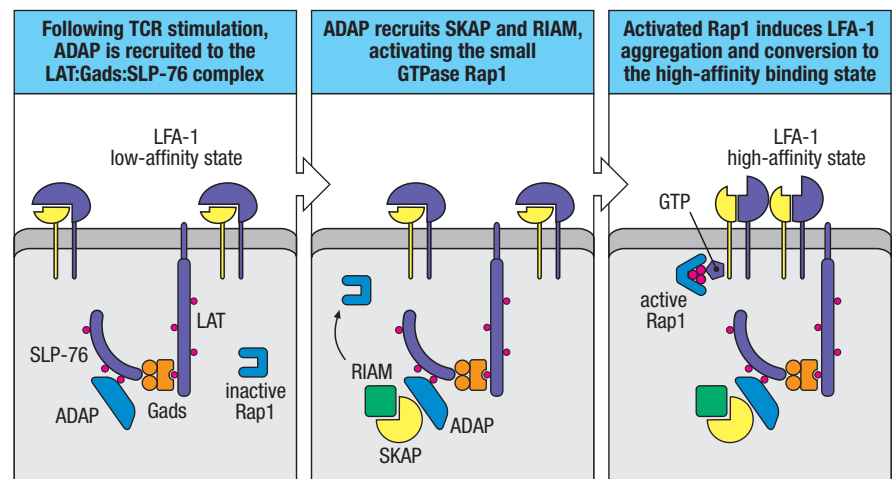 Following TCR stimulation,
ADAP is recruited to the
LAT:Gads:SLP-76 complex
LFA-1
low-affinity state
LAT
SLP-76
ADAP
Gads
inactive
Rap1
ADAP recruits SKAP and RIAM,
activating the small
GTPase Rap1
RIAM
ADAP
SKAP
Activated Rap1 induces LFA-1
aggregation and conversion to
the high-affinity binding state
LFA-1
high-affinity state
GTP
active
Rap1